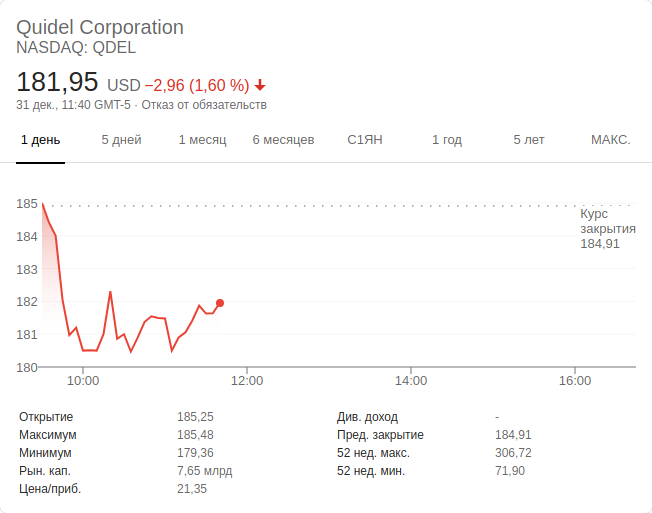 Quidel Corporation
NASDAQ: QDEL
181,95 USD −2,96 (1,60 %)
31 дек., 11:40 GMT-5 · Отказ от обязательств
1 день 5 дней 1 месяц 6 месяцев С1ЯН 1 год 5 лет МАКС.
185
184
183
182
181
180
Курс
закрытия
184,91
10:00 12:00 14:00 16:00
Открытие 185,25 Див. доход -
Максимум 185,48 Пред. закрытие 184,91
Минимум 179,36 52 нед. макс. 306,72
Рын. кап. 7,65 млрд 52 нед. мин. 71,90
Цена/приб. 21,35